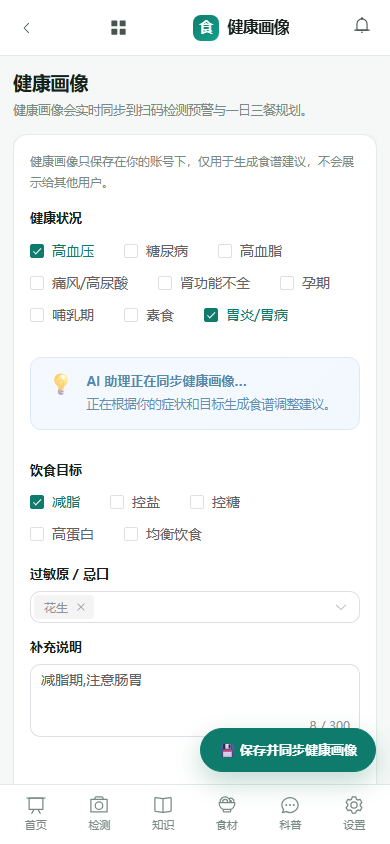 食 健康画像
健康画像
健康画像会实时同步到扫码检测预警与一日三餐规划。
健康画像只保存在你的账号下，仅用于生成食谱建议，不会展
示给其他用户。
健康状况
高血压 糖尿病 高血脂
痛风/高尿酸 肾功能不全 孕期
哺乳期 素食 胃炎/胃病
AI 助理正在同步健康画像...
正在根据你的症状和目标生成食谱调整建议。
饮食目标
减脂 控盐 控糖
高蛋白 均衡饮食
过敏原 / 忌口
花生
补充说明
减脂期,注意肠胃
8 / 300
保存并同步健康画像
首页 检测 知识 食材 科普 设置